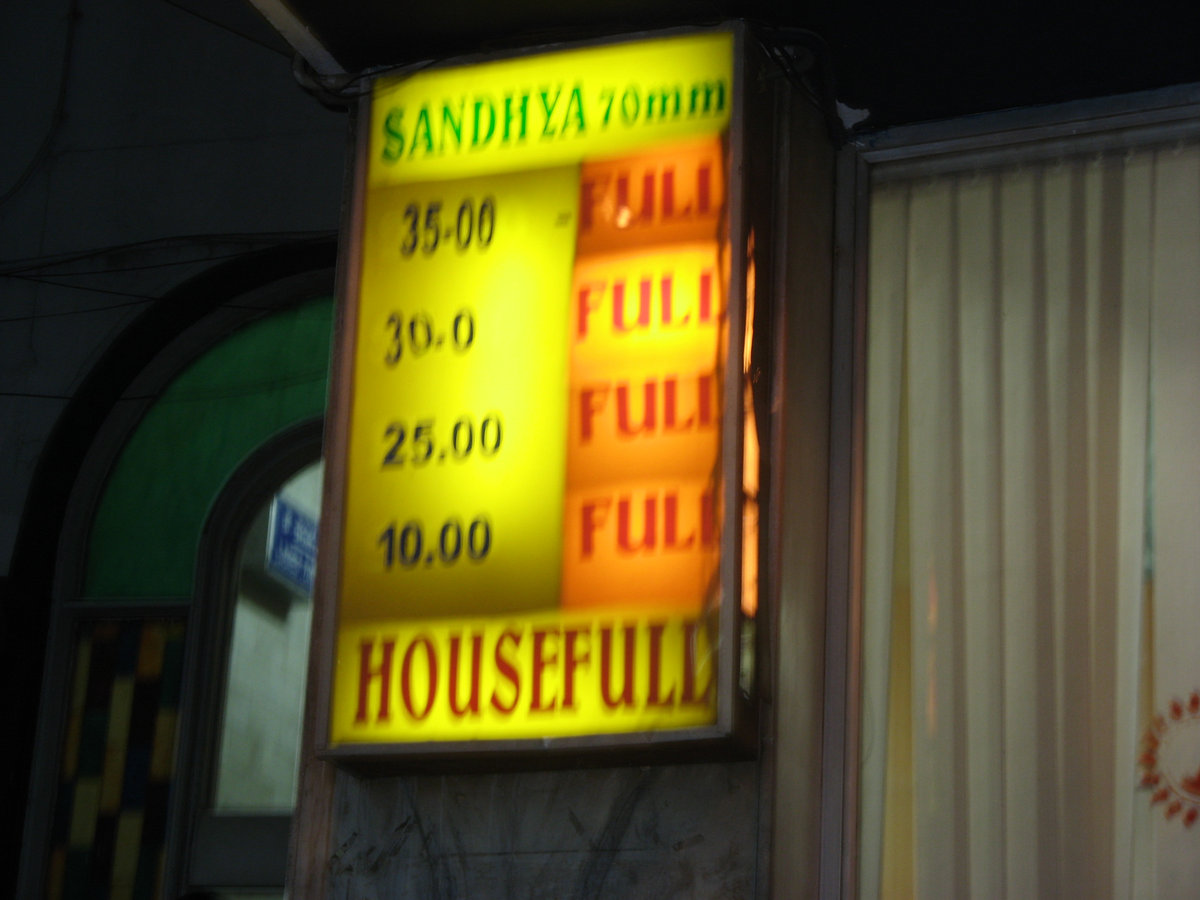 SANDHYA 70mm
35-00 = FULL
30-0 FULL
25.00 FULL
10.00 FULL
HOUSEFULL